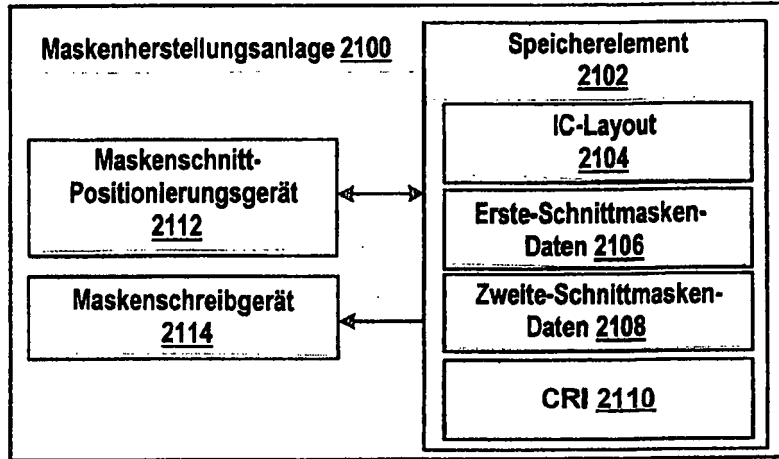 Maskenherstellungsanlage 2100
Speicherelement
2102
IC-Layout
2104
Maskenschnitt-
Positionierungsgerät
2112
Erste-Schnittmasken-
Daten 2106
Maskenschreibgerät
2114
Zweite-Schnittmasken-
Daten 2108
CRI 2110